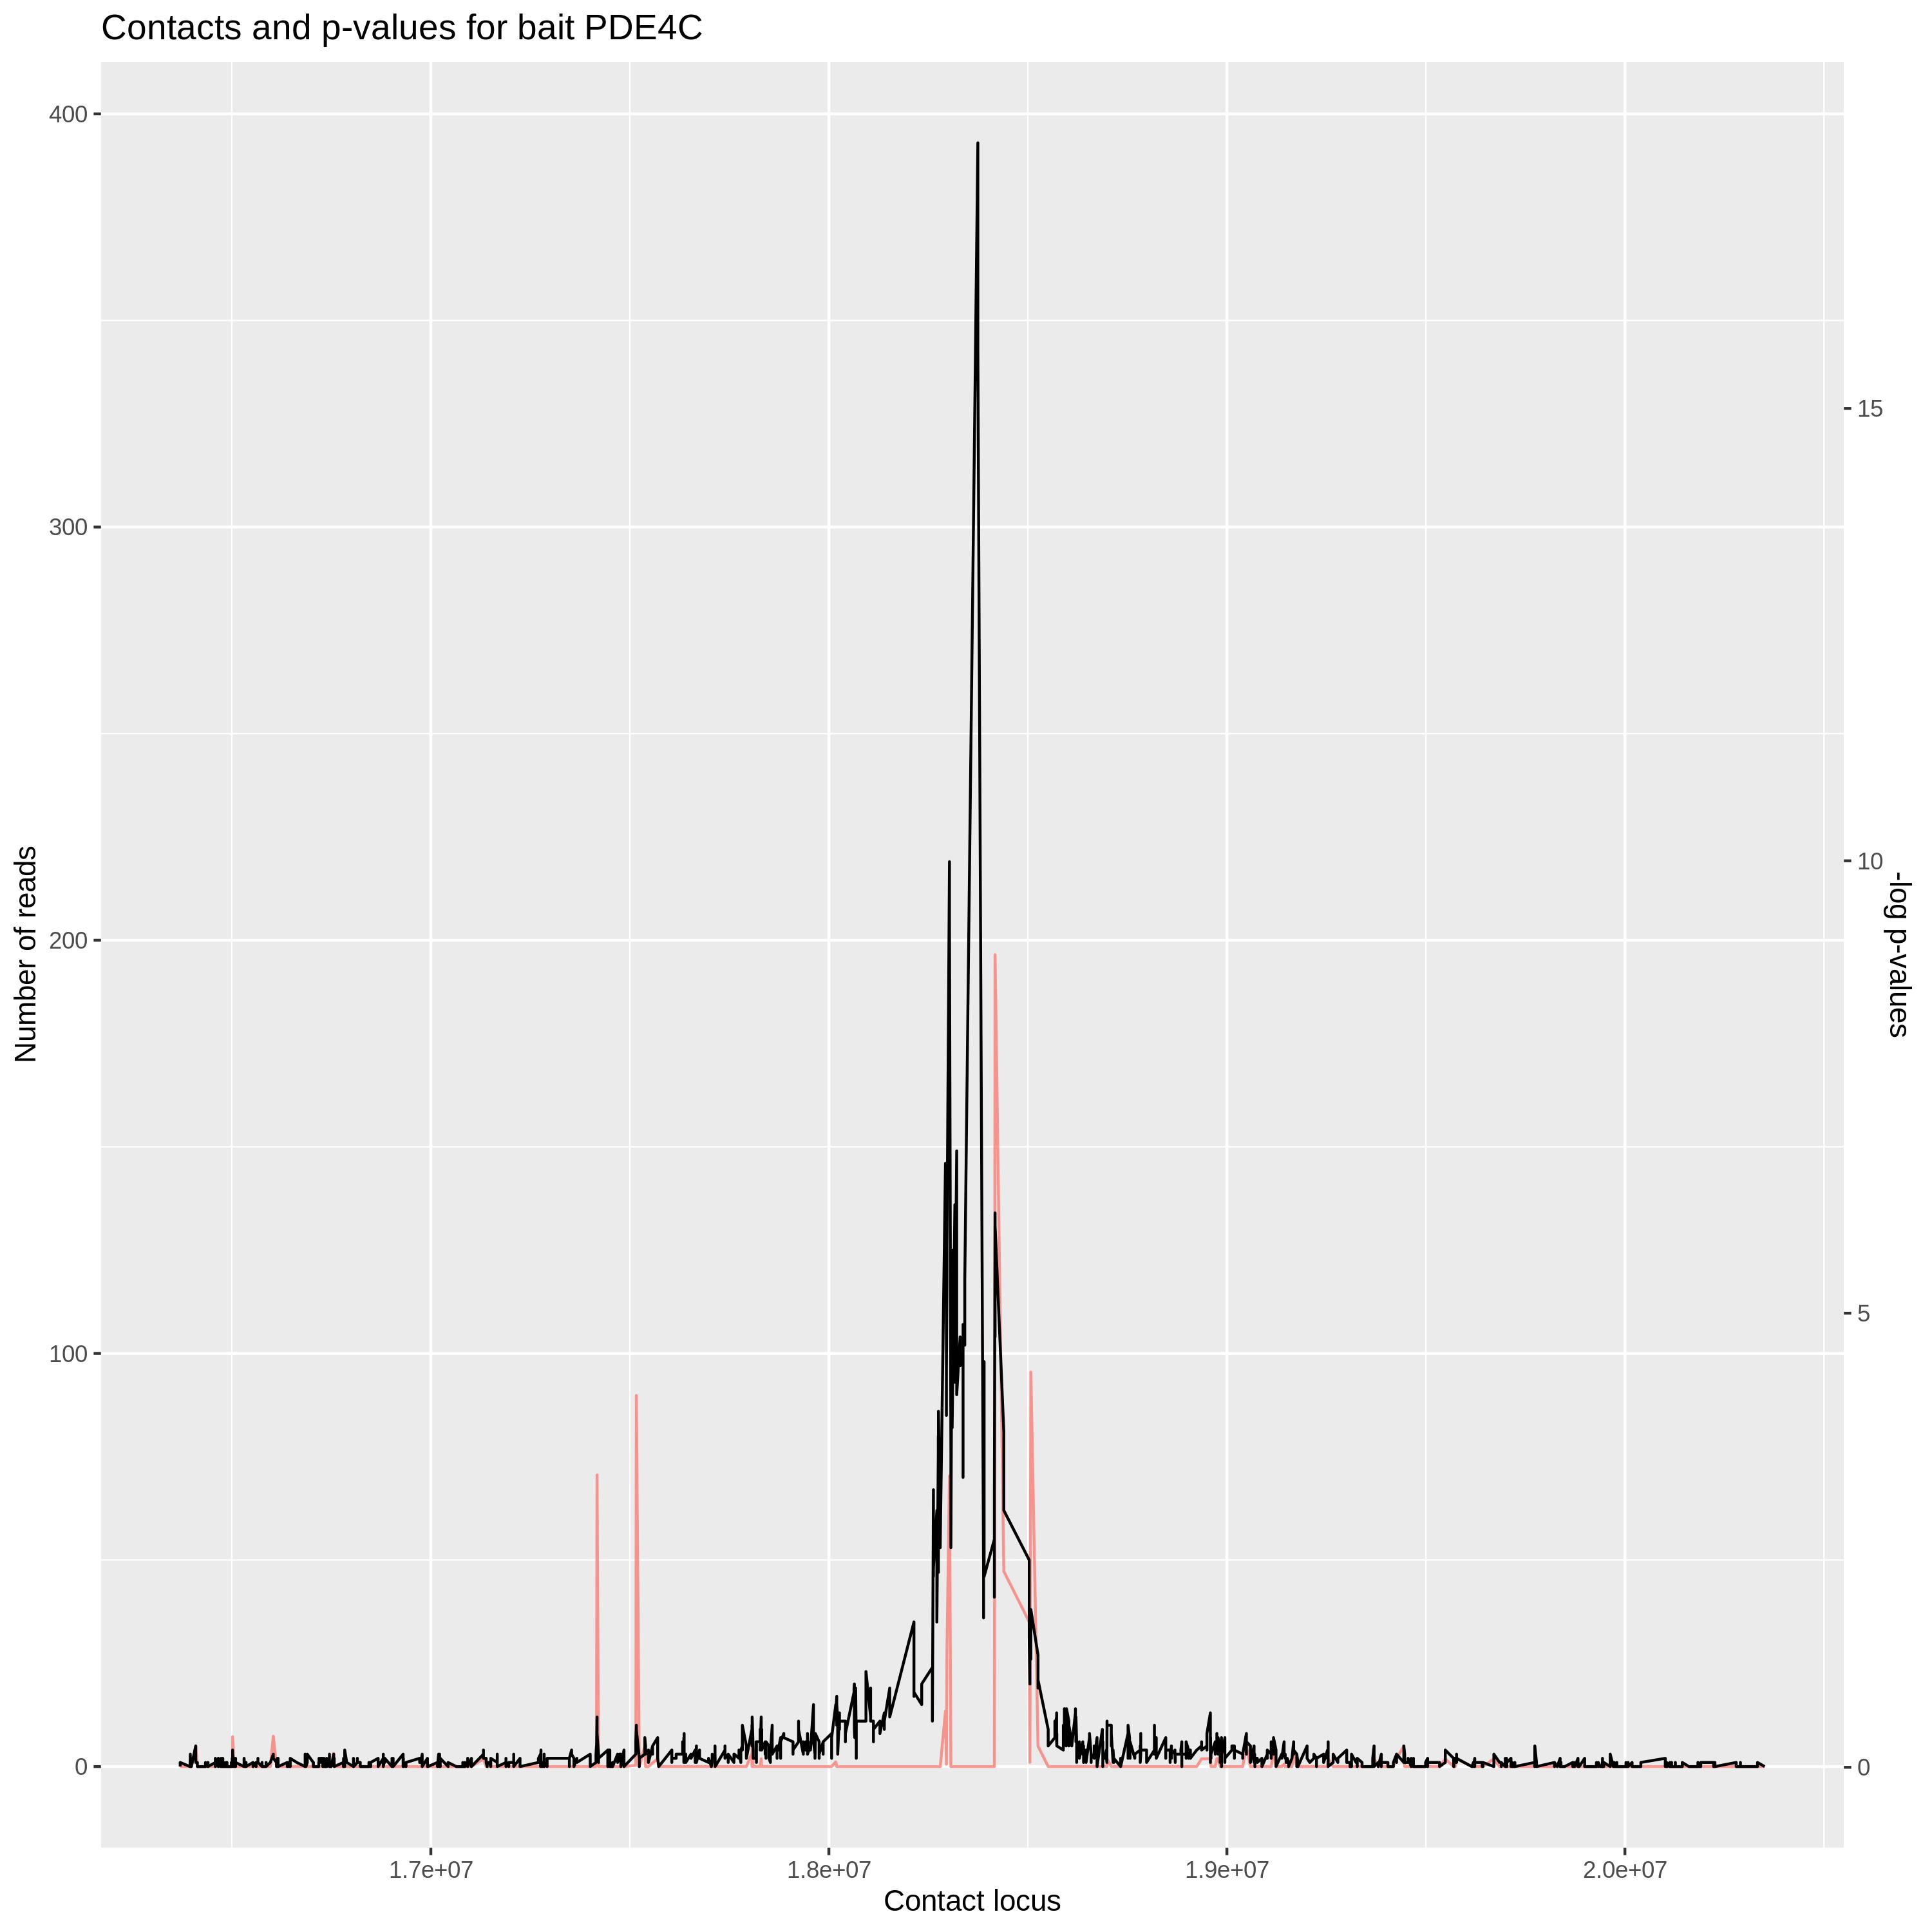 Contacts and p-values for bait PDE4C
400
300
200
100
0
Number of reads
15
10
5
0
-log p-values
1.7e+07 1.8e+07 1.9e+07 2.0e+07
Contact locus